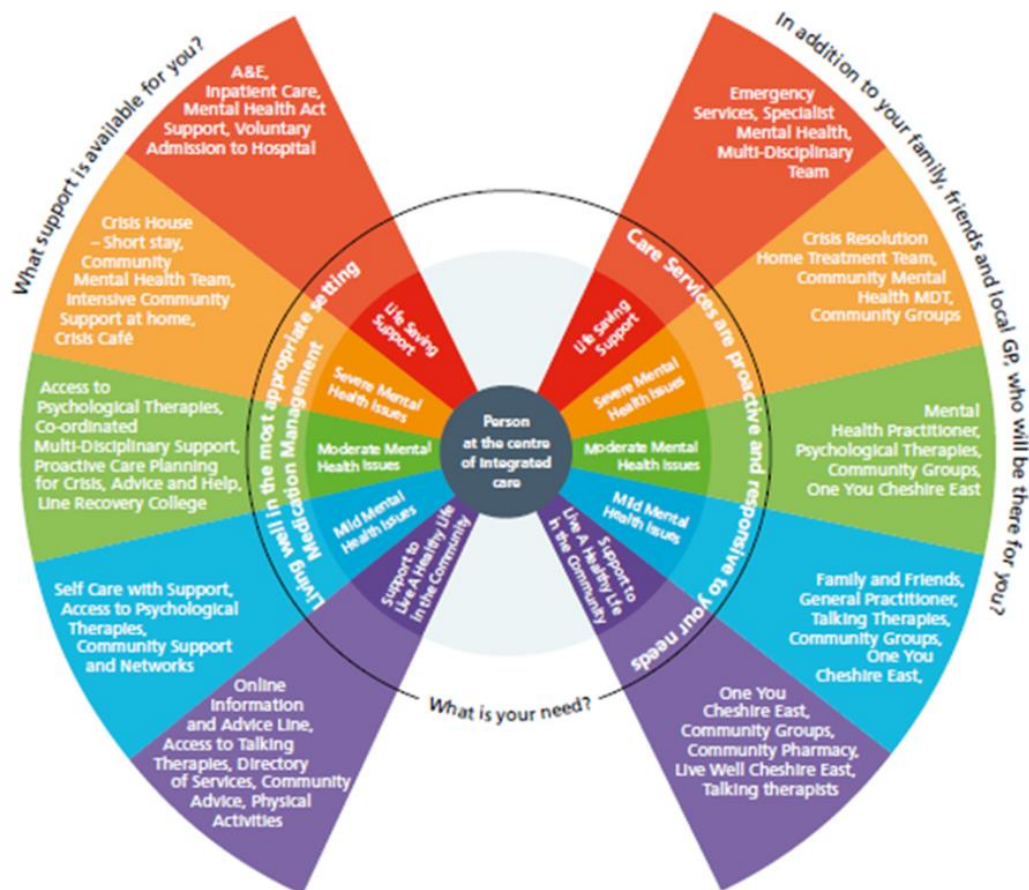 What support is available for you?
In addition to your family, friends and local GP, who will be there for you?
A&E,
Inpatient Care,
Mental Health Act
Support, Voluntary
Admission to Hospital
Crisis House
– Short stay,
Community
Mental Health Team,
Intensive Community
Support at home,
Crisis Café
Access to
Psychological Therapies,
Co-ordinated
Multi-Disciplinary Support,
Proactive Care Planning
for Crisis, Advice and Help,
Line Recovery College
Self Care with Support,
Access to Psychological
Therapies,
Community Support
and Networks
Online
Information
and Advice Line,
Access to Talking
Therapies, Directory
of Services, Community
Advice, Physical
Activities
Living well in the most appropriate setting
Medication Management
Life Saving
Support
Severe Mental
Health Issues
Moderate Mental
Health Issues
Mild Mental
Health Issues
Support to
Live A Healthy Life
in the Community
Person
at the centre
of integrated
care
Life Saving
Support
Severe Mental
Health Issues
Moderate Mental
Health Issues
Mild Mental
Health Issues
Support to
Live A Healthy Life
in the Community
Care Services are proactive and responsive to your needs
Emergency
Services, Specialist
Mental Health,
Multi-Disciplinary
Team
Crisis Resolution
Home Treatment Team,
Community Mental
Health MDT,
Community Groups
Mental
Health Practitioner,
Psychological Therapies,
Community Groups,
One You Cheshire East
Family and Friends,
General Practitioner,
Talking Therapies,
Community Groups,
One You
Cheshire East,
One You
Cheshire East,
Community Groups,
Community Pharmacy,
Live Well Cheshire East,
Talking therapists
What is your need?